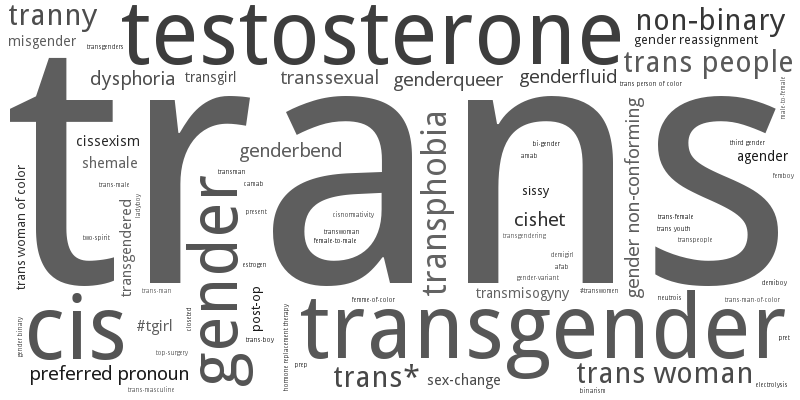 tranny
testosterone
non-binary
misgender
transgenders
gender reassignment
trans people
dysphoria
transgirl
transsexual
genderqueer
genderfluid
trans person of color
male-to-female
trans
cissexism
shemale
genderbend
transphobia
gender non-conforming
bi-gender
amab
third gender
agender
trans woman of color
trans-male
transman
camab
femboy
sissy
ladyboy
transgendered
gender
present
cisnormativity
cishet
trans-female
two-spirit
transwoman
female-to-male
transgendering
trans youth
transpeople
demigirl
estrogen
afab
gender-variant
demiboy
trans-man
post-op
transmisogyny
#transwomen
neutrois
femme-of-color
trans-man-of-color
cis
#tgirl
closeted
transgender
gender binary
hormone replacement therapy
trans-boy
pret
top-surgery
prep
preferred pronoun
trans*
sex-change
trans woman
electrolysis
trans-masculine
binarism